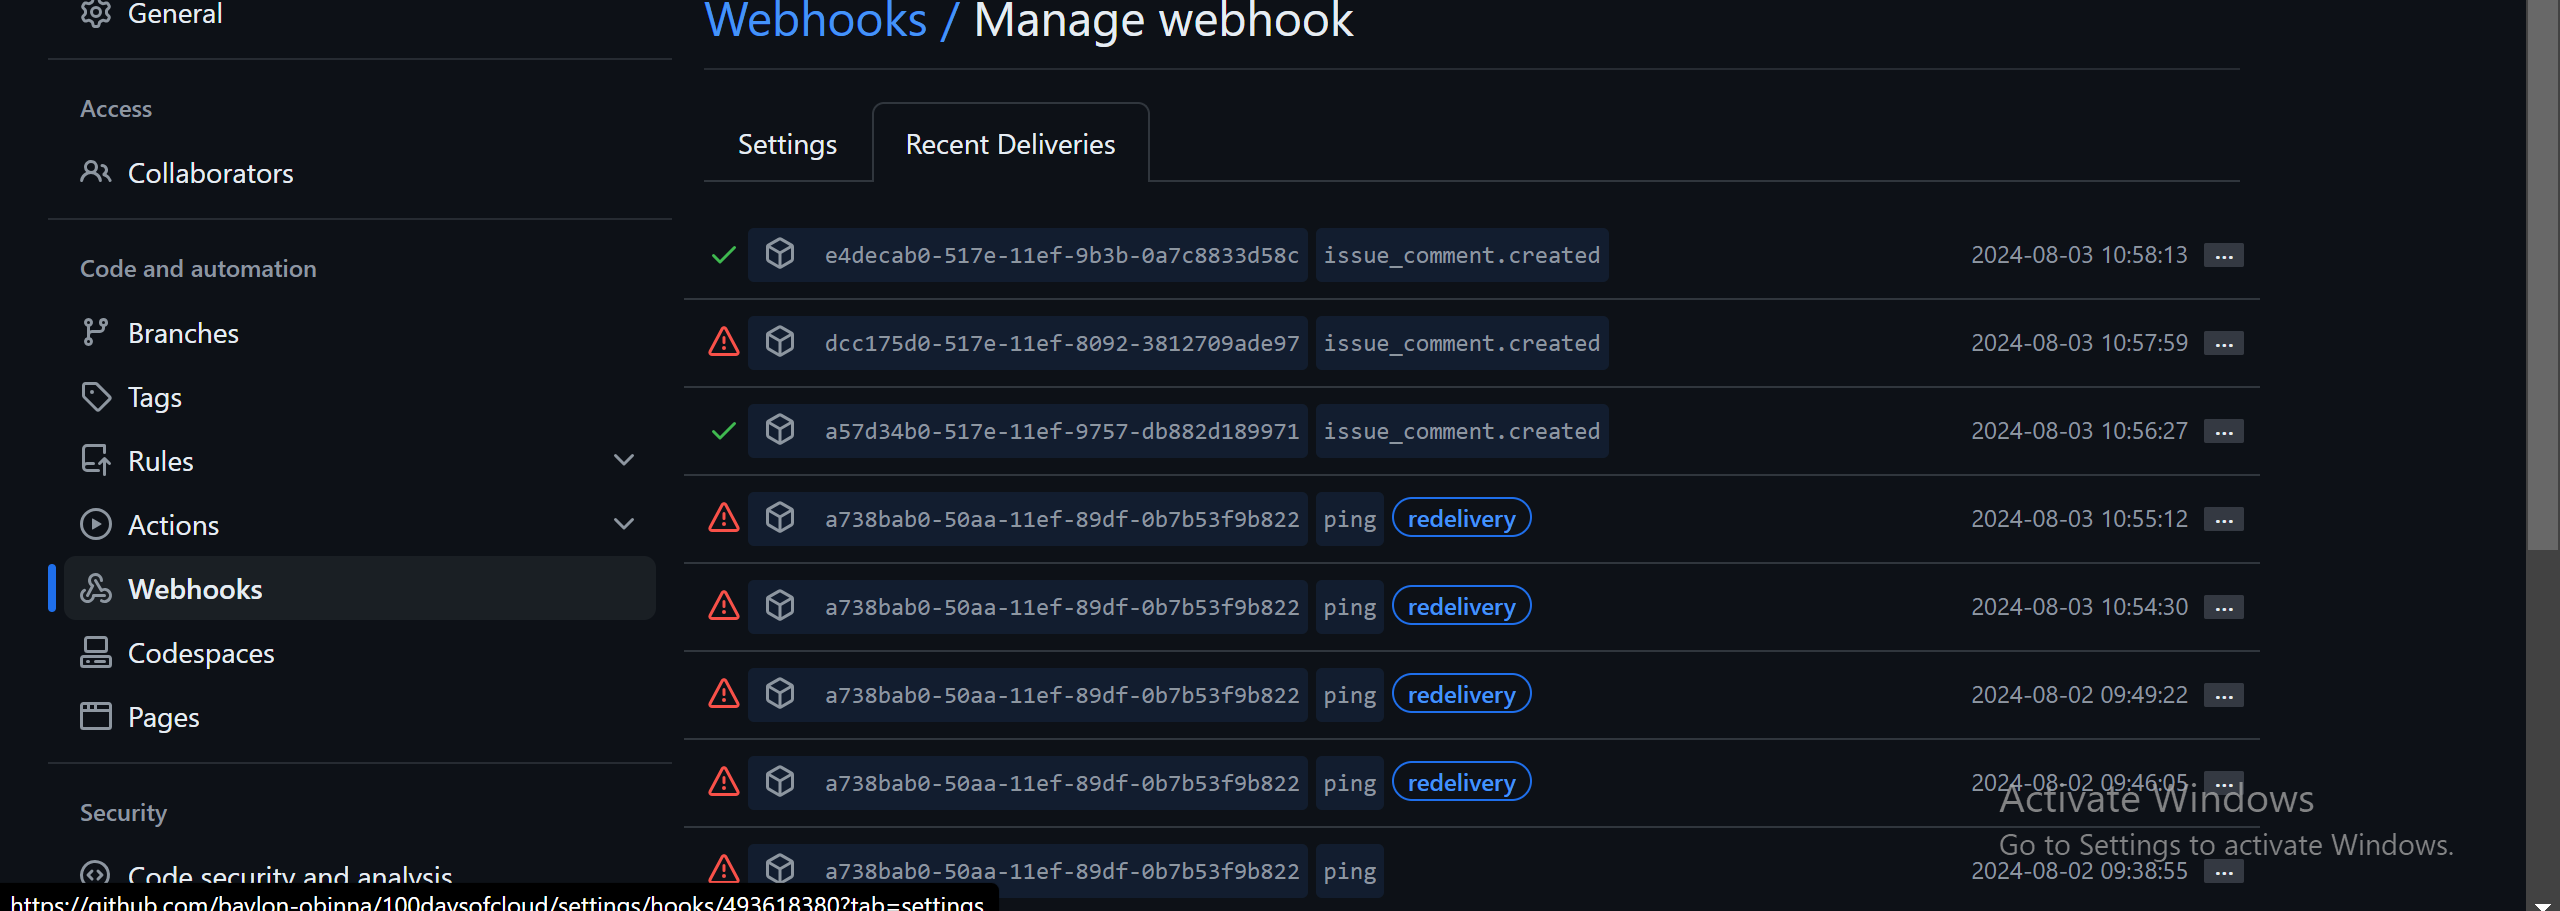 General
Access
Collaborators
Code and automation
Branches
Tags
Rules
Actions
Webhooks
Codespaces
Pages
Security
Code security and analysis
https://github.com/baylon-obinna/100daysofcloud/settings/hooks/493618380?tab=settings
Webhooks / Manage webhook
Settings Recent Deliveries
e4decab0-517e-11ef-9b3b-0a7c8833d58c issue_comment.created 2024-08-03 10:58:13 ...
dcc175d0-517e-11ef-8092-3812709ade97 issue_comment.created 2024-08-03 10:57:59 ...
a57d34b0-517e-11ef-9757-db882d189971 issue_comment.created 2024-08-03 10:56:27 ...
a738bab0-50aa-11ef-89df-0b7b53f9b822 ping redelivery 2024-08-03 10:55:12 ...
a738bab0-50aa-11ef-89df-0b7b53f9b822 ping redelivery 2024-08-03 10:54:30 ...
a738bab0-50aa-11ef-89df-0b7b53f9b822 ping redelivery 2024-08-02 09:49:22 ...
a738bab0-50aa-11ef-89df-0b7b53f9b822 ping redelivery 2024-08-02 09:46:05 ...
a738bab0-50aa-11ef-89df-0b7b53f9b822 ping 2024-08-02 09:38:55 ...
Activate Windows
Go to Settings to activate Windows.